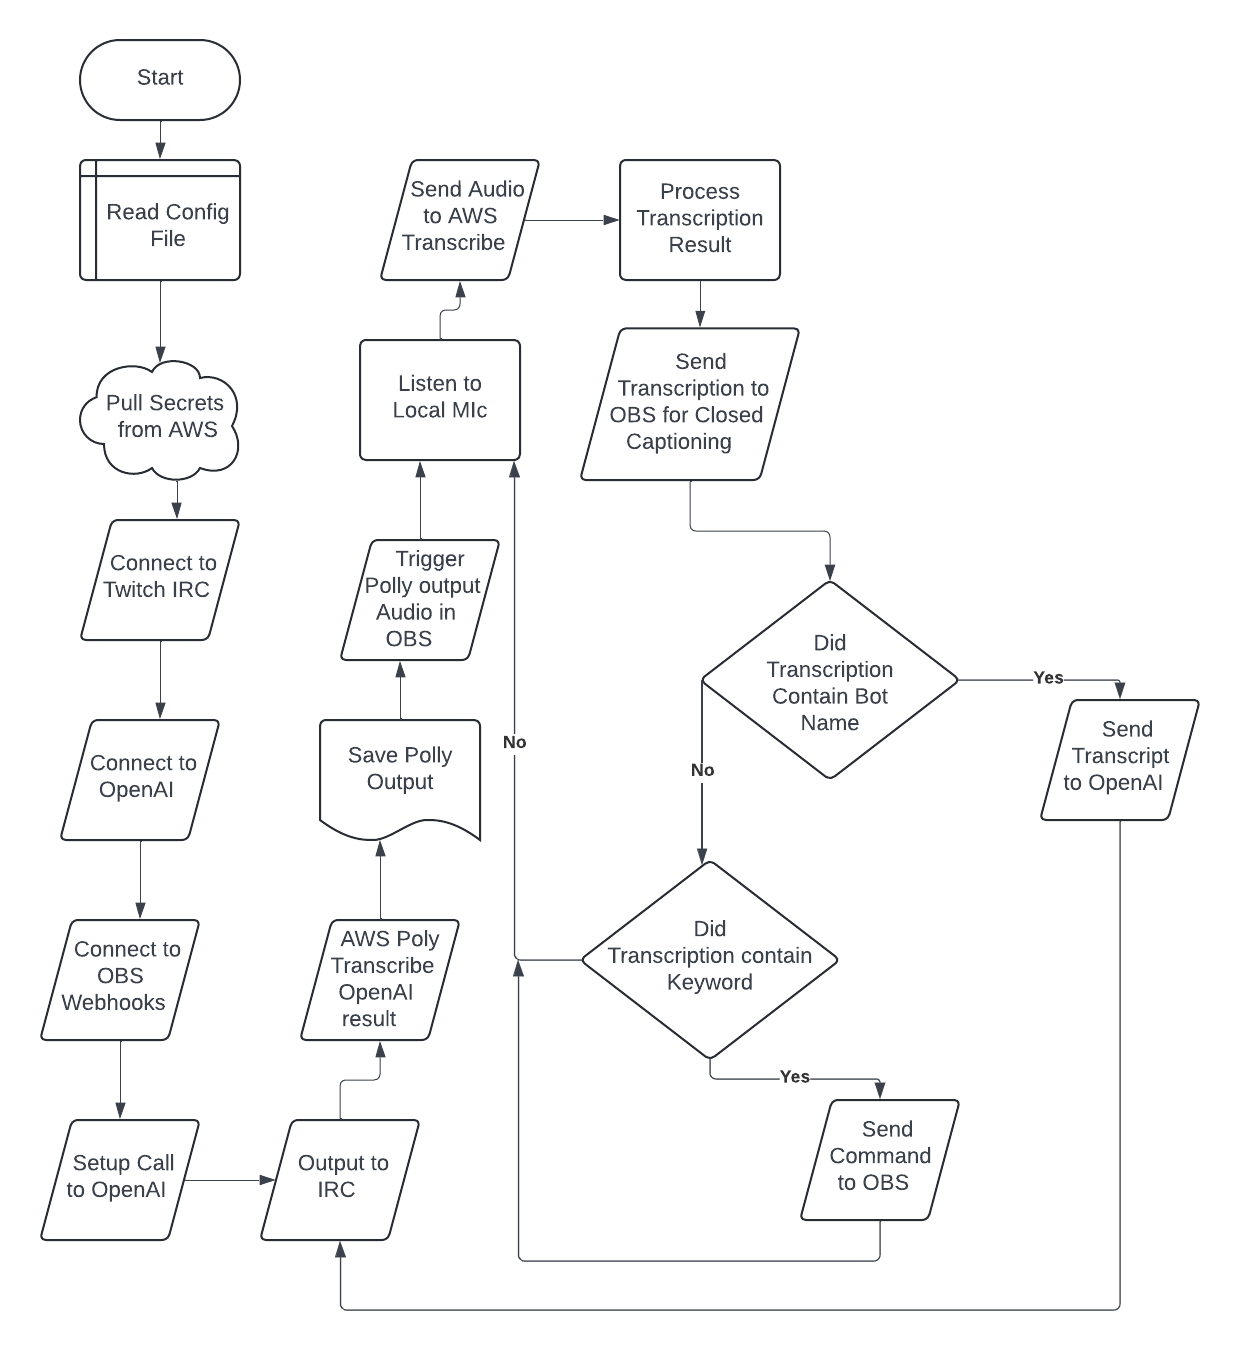 Start
Read Config
File
Pull Secrets
from AWS
Connect to
Twitch IRC
Connect to
OpenAI
Connect to
OBS
Webhooks
Setup Call
to OpenAI
Output to
IRC
AWS Poly
Transcribe
OpenAI
result
Save Polly
Output
Trigger
Polly output
Audio in
OBS
Listen to
Local MIc
Send Audio
to AWS
Transcribe
Process
Transcription
Result
Send
Transcription to
OBS for Closed
Captioning
Did
Transcription
Contain Bot
Name
Yes
Send
Transcript
to OpenAI
No
Did
Transcription contain
Keyword
No
Yes
Send
Command
to OBS